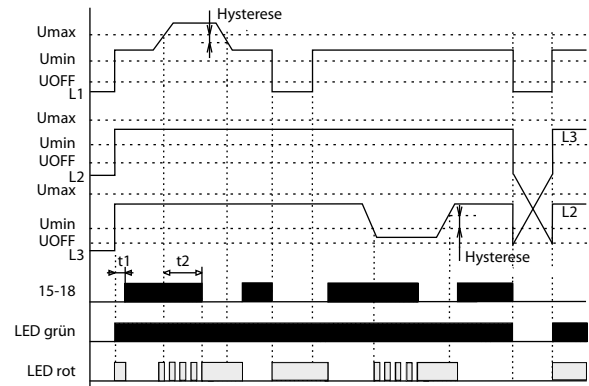 Hysterese
Umax
Umin
UOFF
L1
Umax
Umin
L3
UOFF
L2
Umax
L2
Umin
UOFF
L3
Hysterese
t1
t2
15-18
LED grün
LED rot